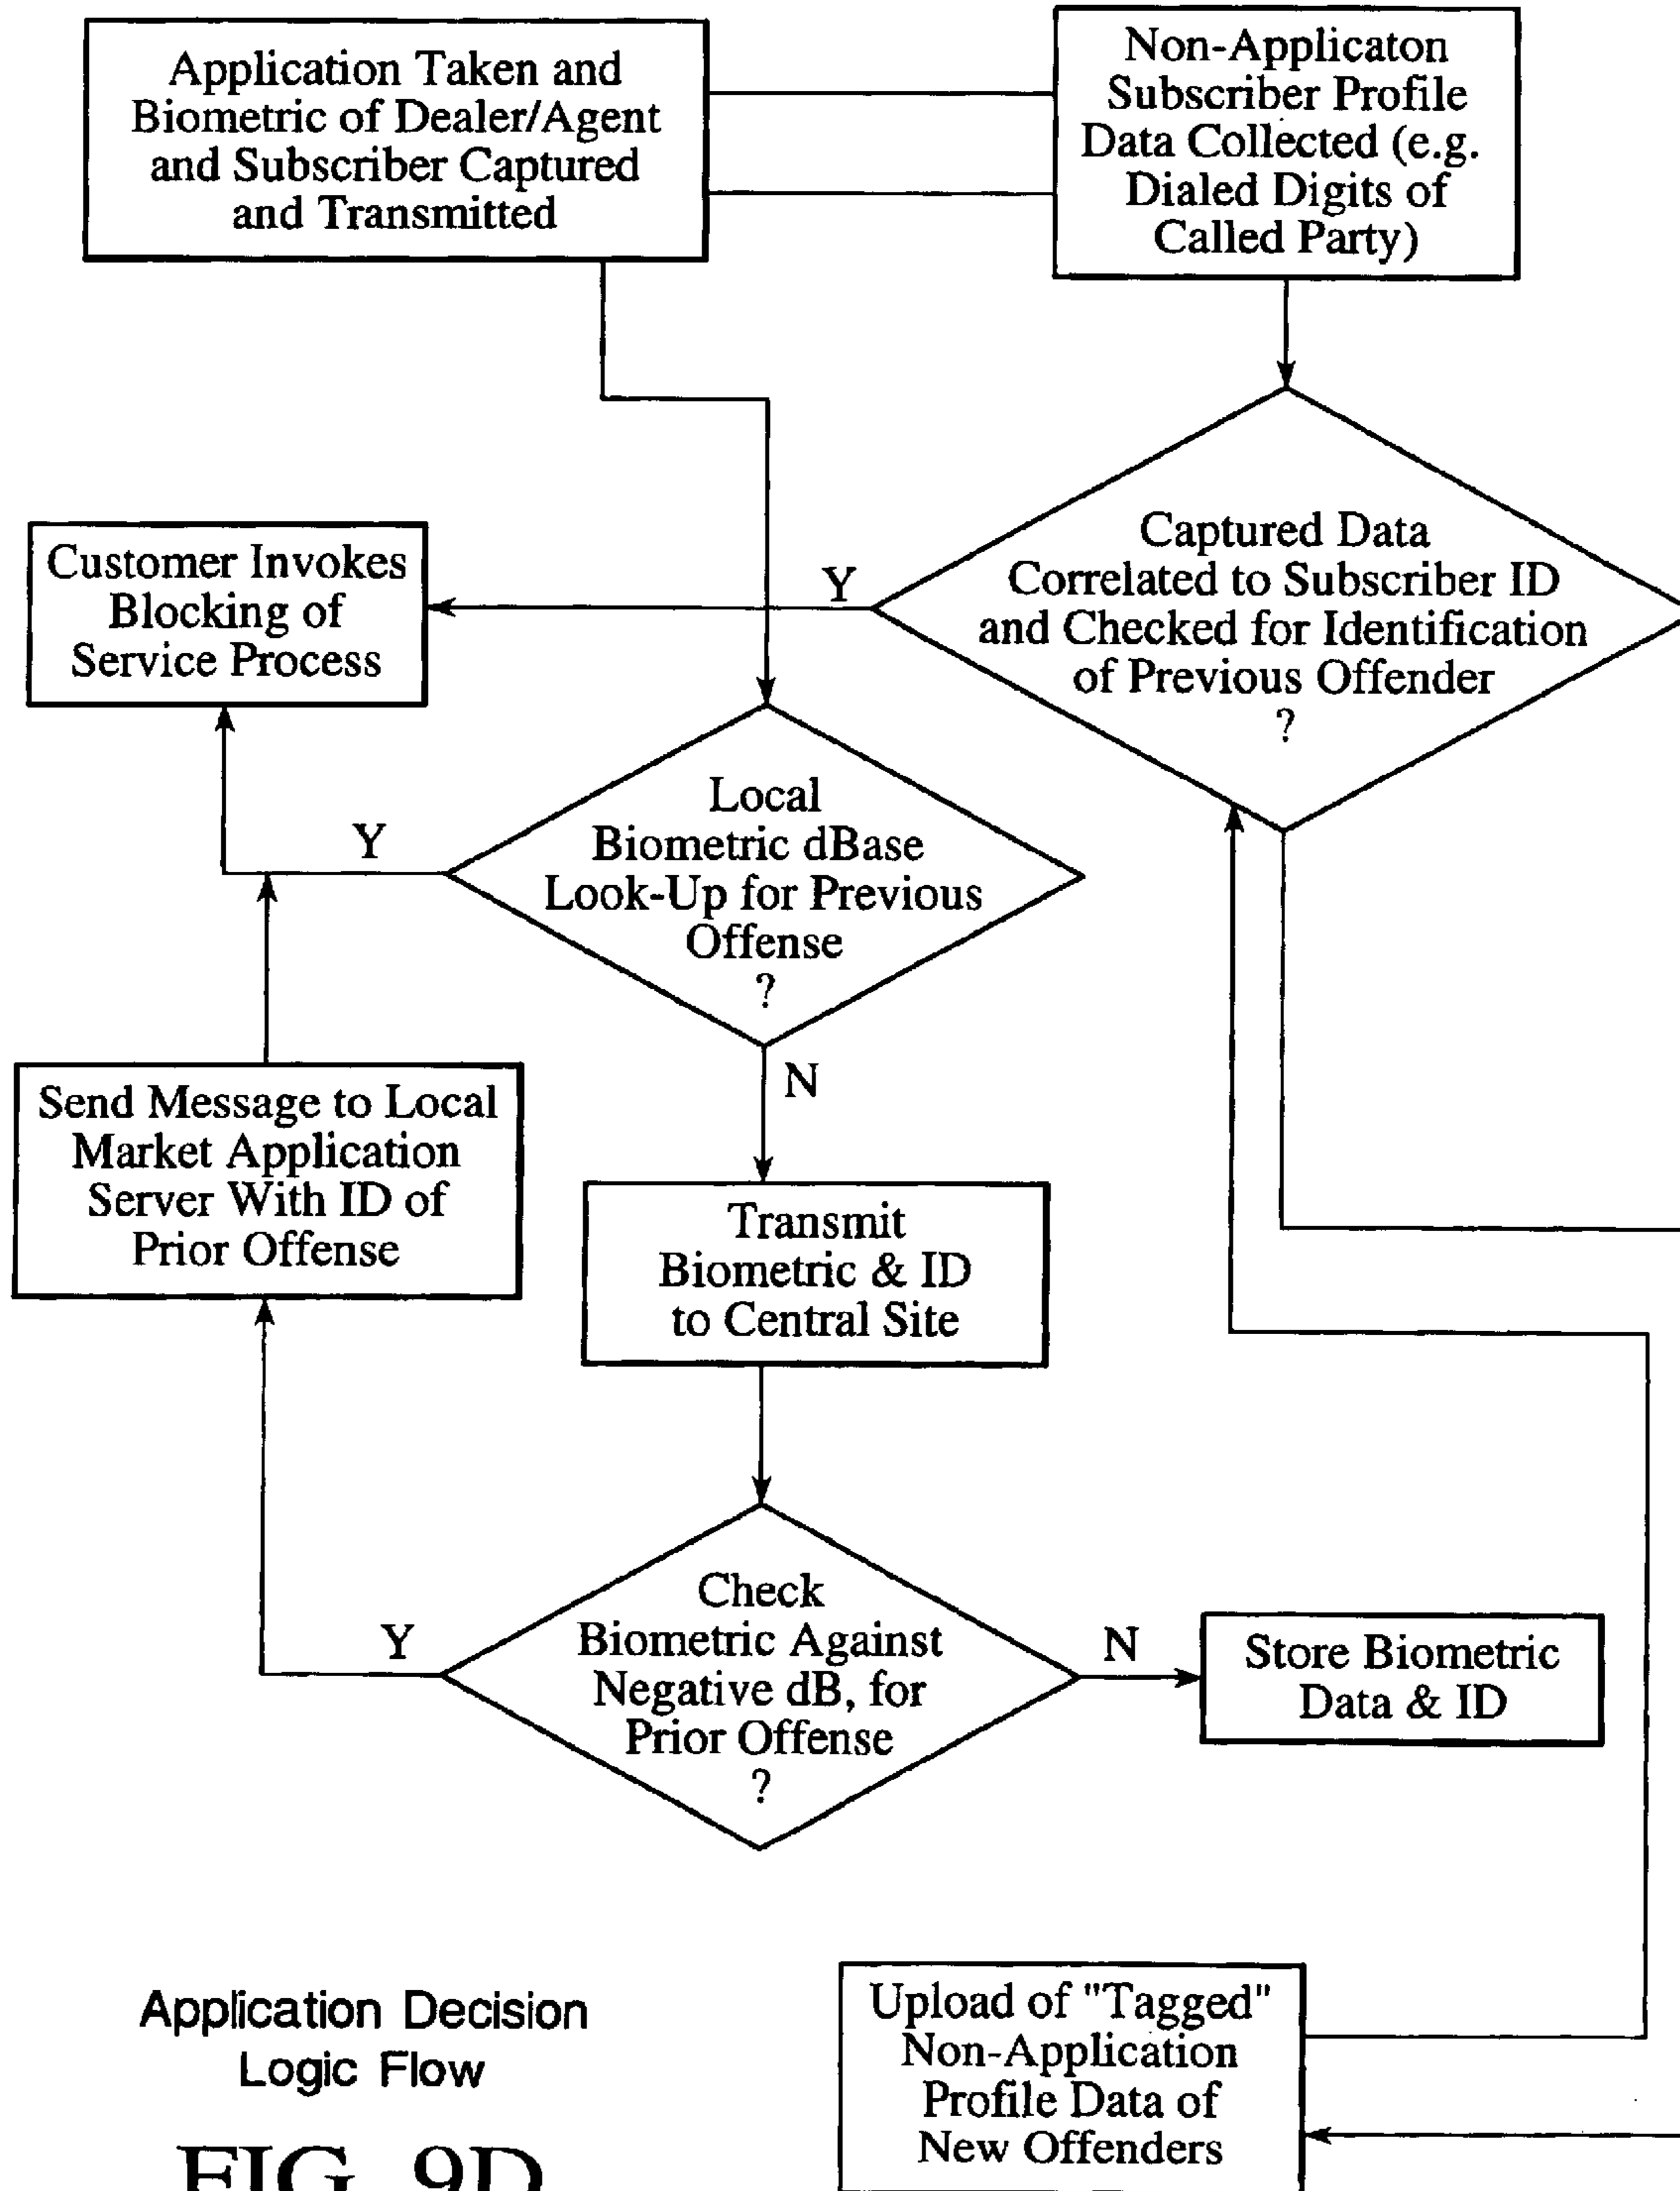 Application Taken and
Biometric of Dealer/Agent
and Subscriber Captured
and Transmitted
Non-Applicaton
Subscriber Profile
Data Collected (e.g.
Dialed Digits of
Called Party)
Captured Data
Correlated to Subscriber ID
and Checked for Identification
of Previous Offender
?
Y
Customer Invokes
Blocking of
Service Process
Local
Biometric dBase
Look-Up for Previous
Offense
?
Y
N
Send Message to Local
Market Application
Server With ID of
Prior Offense
Transmit
Biometric & ID
to Central Site
Check
Biometric Against
Negative dB, for
Prior Offense
?
Y
N
Store Biometric
Data & ID
Upload of "Tagged"
Non-Application
Profile Data of
New Offenders
Application Decision
Logic Flow
FIG. 9D